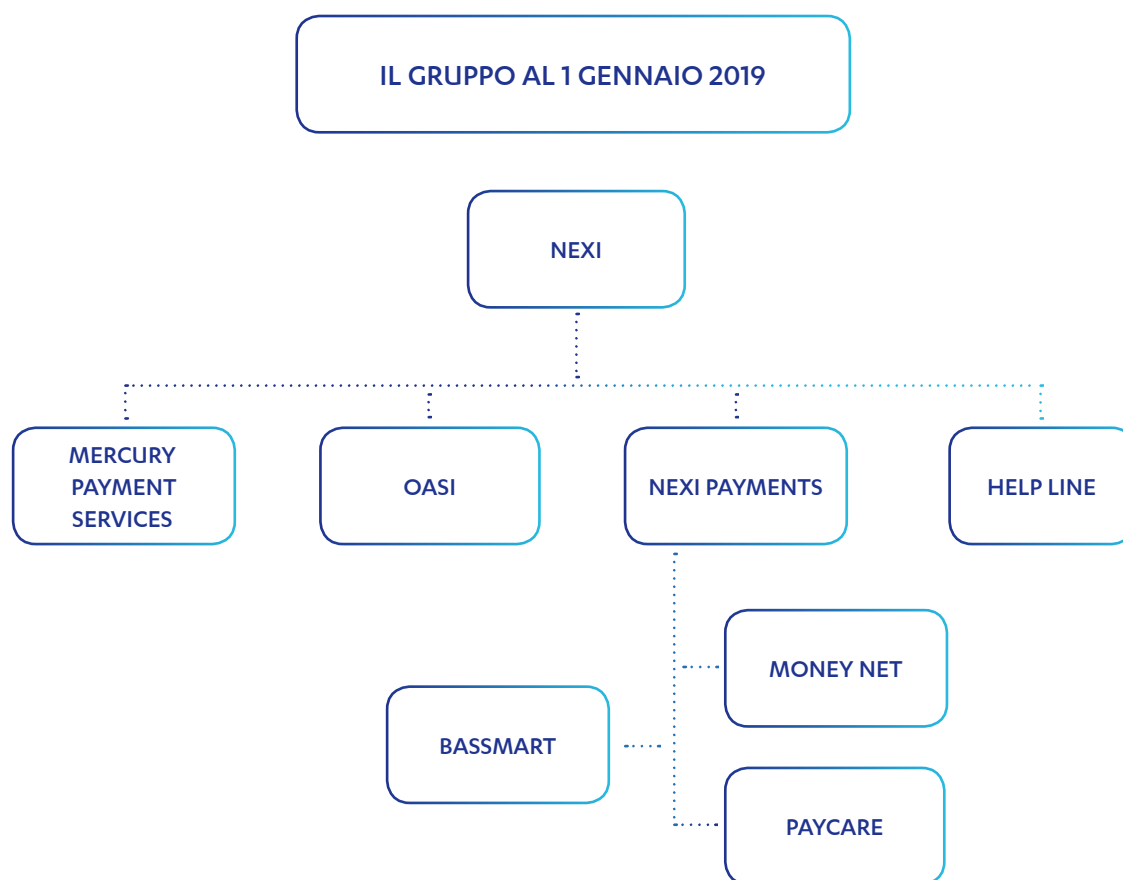 IL GRUPPO AL 1 GENNAIO 2019
NEXI
MERCURY
PAYMENT
SERVICES
OASI
NEXI PAYMENTS
HELP LINE
MONEY NET
BASSMART
PAYCARE